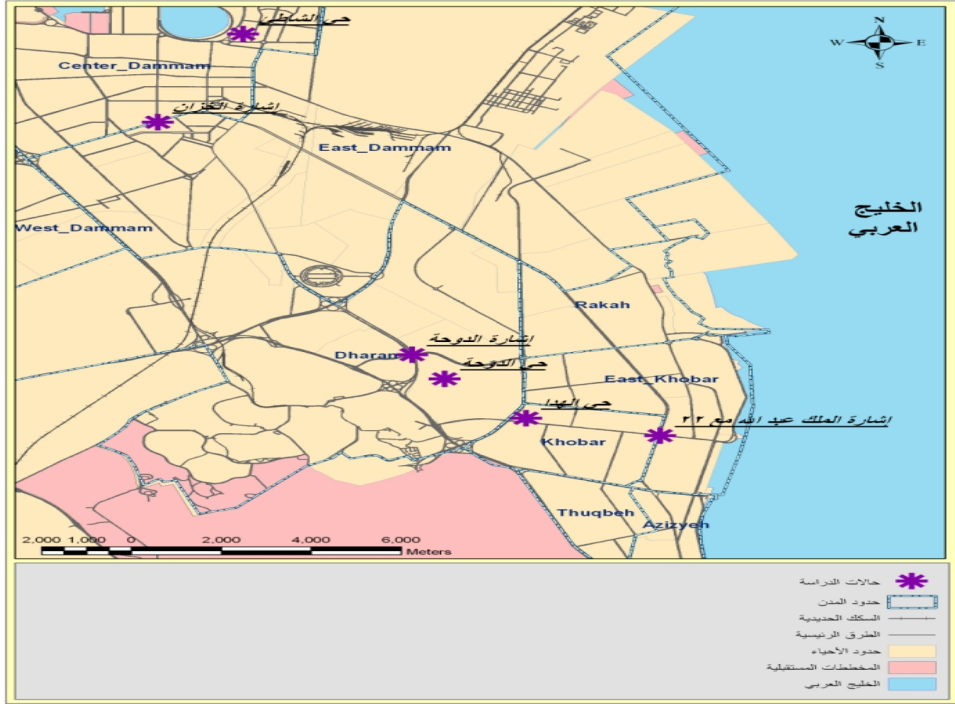 حي الشاطئ
N
W E
S
Center_Dammam
إشارة الخزان
East_Dammam
الخليج
العربي
West_Dammam
Rakah
إشارة الدوحة
Dharan
حي الدوحة
East_Khobar
حي الهدا
إشارة الملك عبد الله مع ٢٢
Khobar
Thuqbeh
Azizyeh
2,000 1,000 0 2,000 4,000 6,000
Meters
حالات الدراسة
حدود المدن
السكك الحديدية
الطرق الرئيسية
حدود الأحياء
المخططات المستقبلية
الخليج العربي